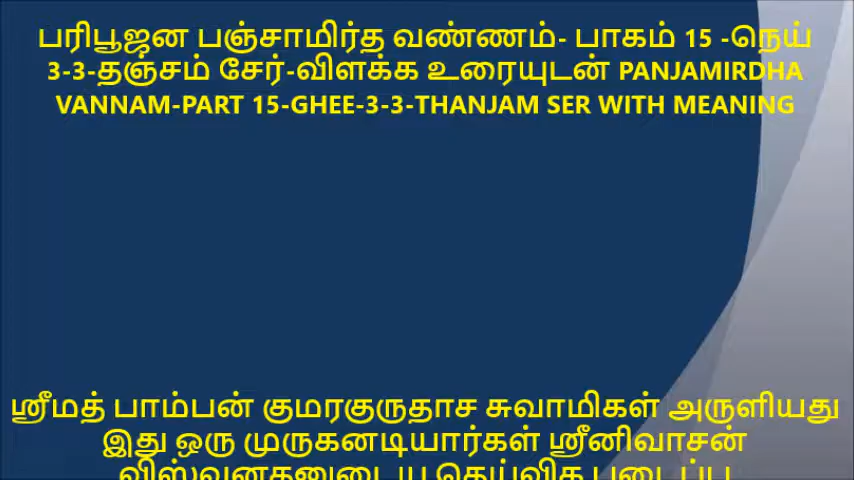 பரிபூஜன பஞ்சாமிர்த வண்ணம்- பாகம் 15 -நெய்
3-3-தஞ்சம் சேர்-விளக்க உரையுடன் PANJAMIRDHA
VANNAM-PART 15-GHEE-3-3-THANJAM SER WITH MEANING
ஸ்ரீமத் பாம்பன் குமரகுருதாச சுவாமிகள் அருளியது
இது ஒரு முருகனடியார்கள் ஸ்ரீனிவாசன்
தெய்வீக படைப்பு